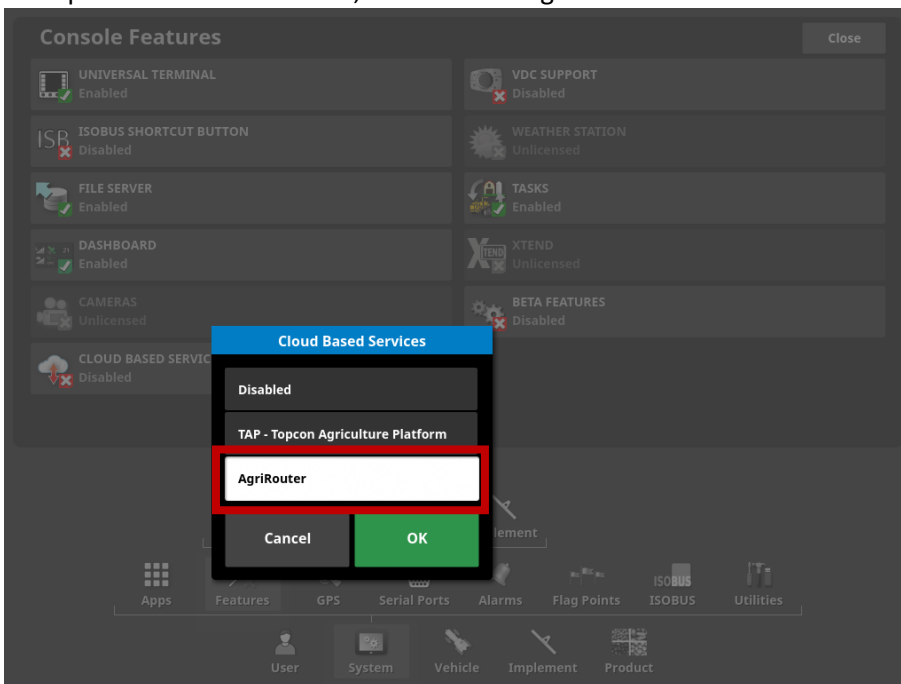 Console Features
Close
UNIVERSAL TERMINAL
Enabled
VDC SUPPORT
Disabled
ISB
ISOBUS SHORTCUT BUTTON
Disabled
WEATHER STATION
Unlicensed
FILE SERVER
Enabled
TASKS
Enabled
DASHBOARD
Enabled
XTEND
XTEND
Unlicensed
CAMERAS
Unlicensed
BETA FEATURES
Disabled
CLOUD BASED SERVIC
Disabled
Cloud Based Services
Disabled
TAP - Topcon Agriculture Platform
AgriRouter
Cancel
OK
lement
Apps
Features
GPS
Serial Ports
Alarms
Flag Points
ISOBUS
ISOBUS
Utilities
User
System
Vehicle
Implement
Product